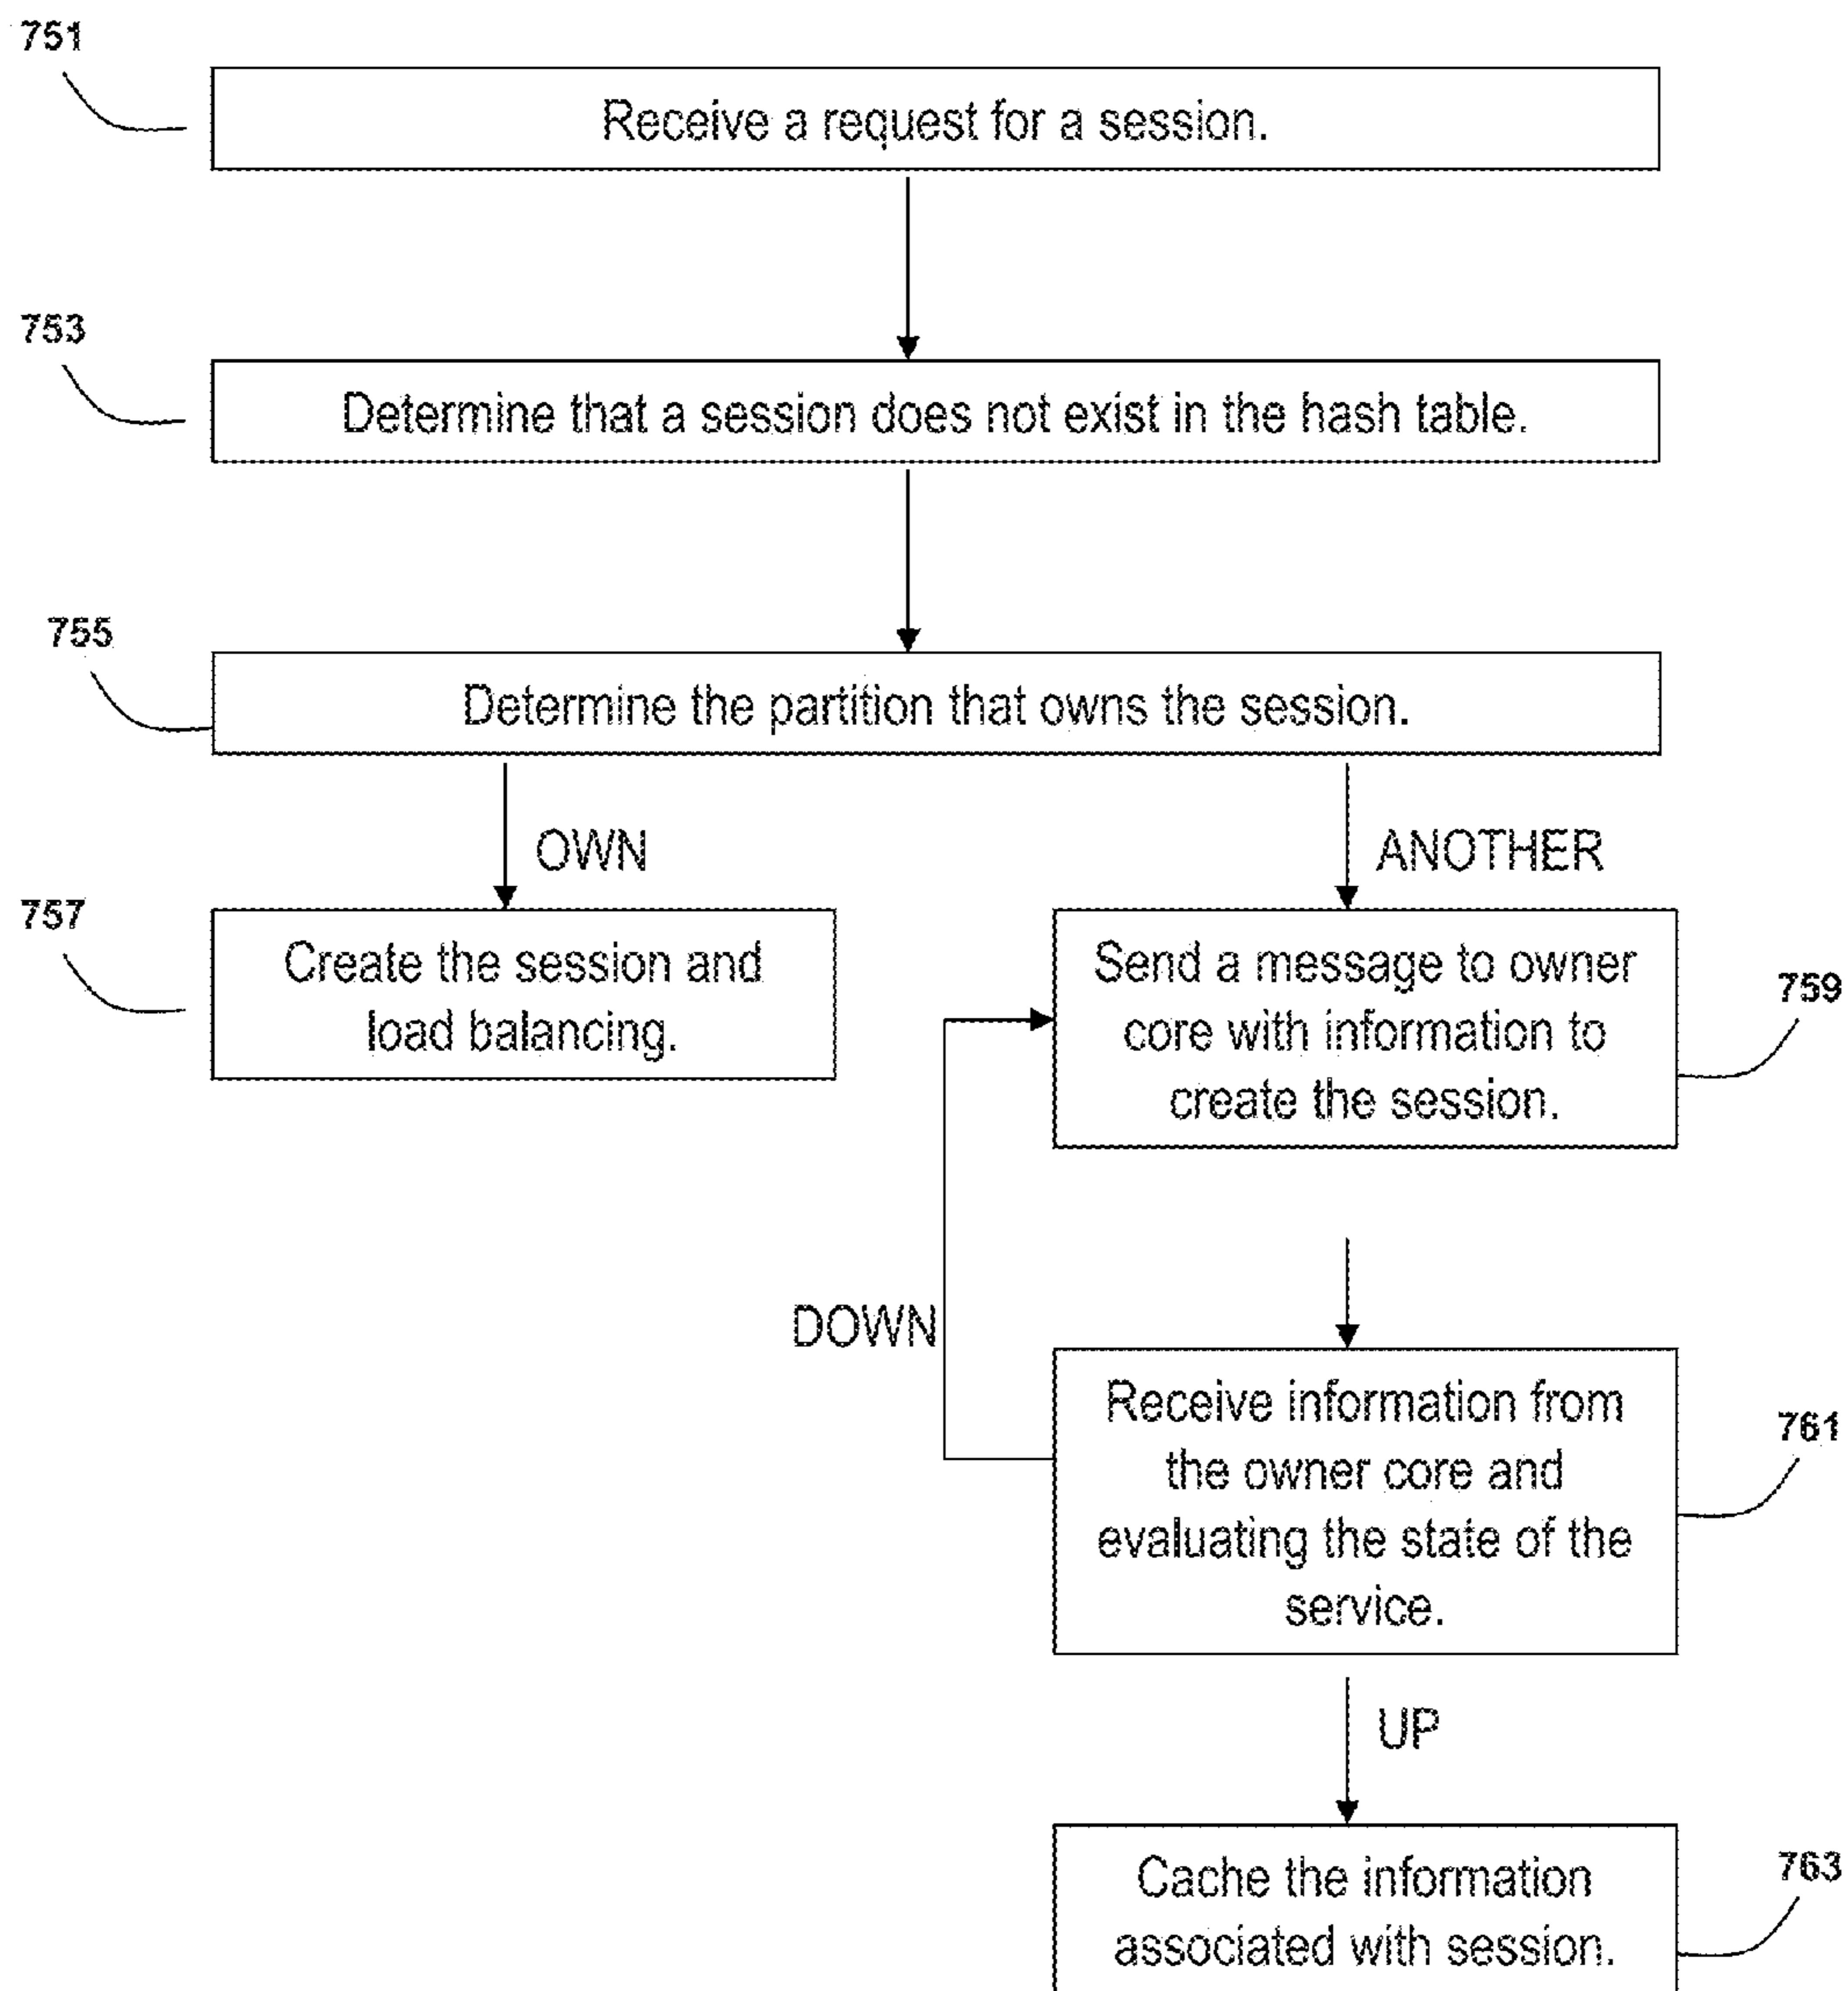 751
Receive a request for a session.
753
Determine that a session does not exist in the hash table.
755
Determine the partition that owns the session.
OWN
ANOTHER
757
Create the session and
load balancing.
Send a message to owner
core with information to
create the session.
759
DOWN
Receive information from
the owner core and
evaluating the state of the
service.
761
UP
Cache the information
associated with session.
763